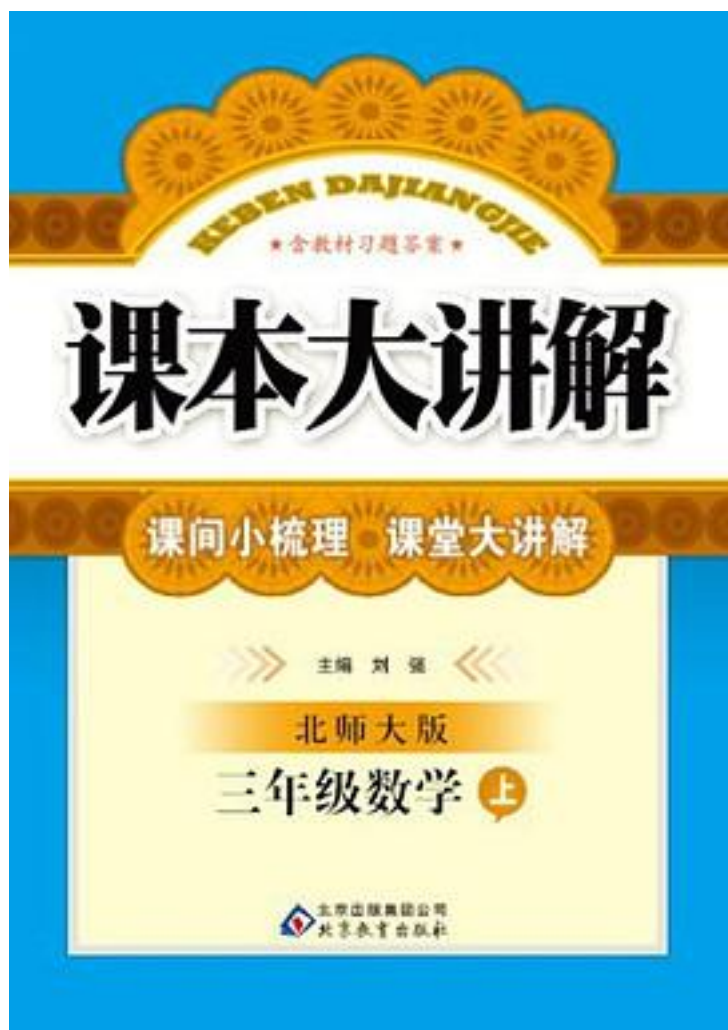 KEBEN DAJIANGJIE
★含教材习题答案★
课本大讲解
课间小梳理 课堂大讲解
主编 刘 强
北师大版
三年级数学 上
北京出版集团公司
北京教育出版社